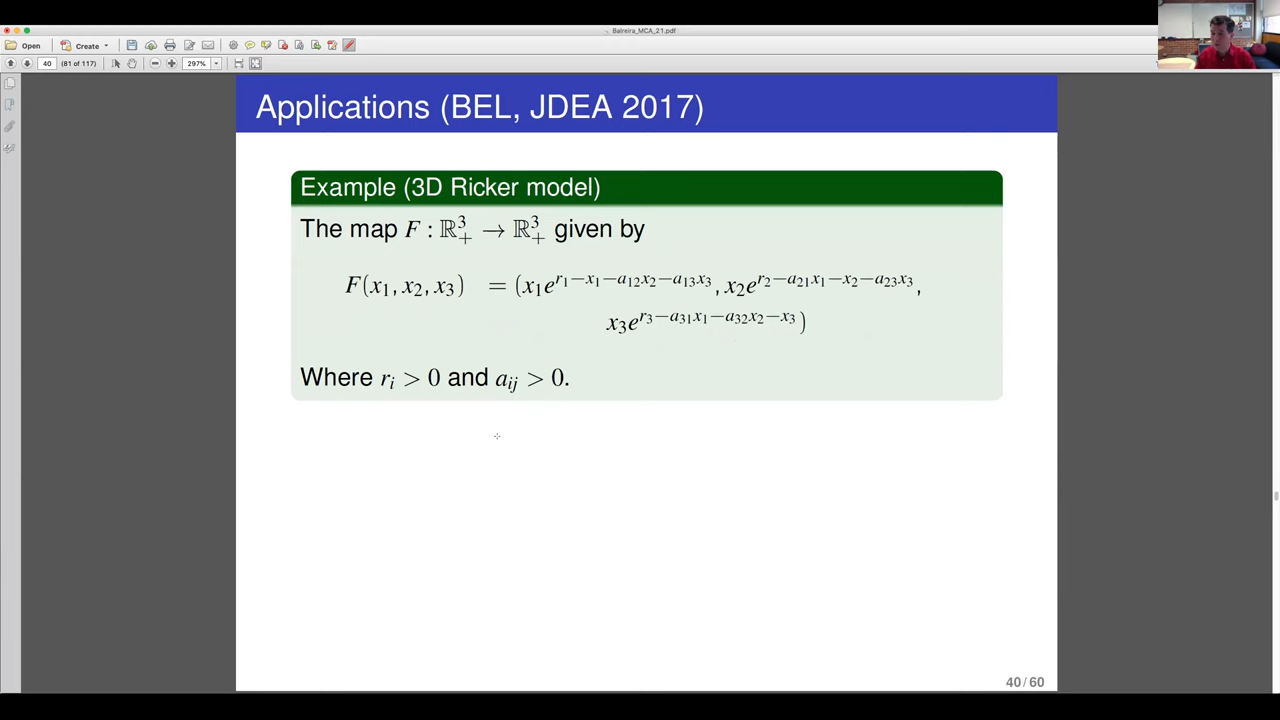 Balreira_MCA_21.pdf
Open
Create
40 (81 of 117)
297%
Applications (BEL, JDEA 2017)
Example (3D Ricker model)
The map F : ℝ³₊ → ℝ³₊ given by
F(x₁, x₂, x₃) = (x₁e^{r₁−x₁−a₁₂x₂−a₁₃x₃}, x₂e^{r₂−a₂₁x₁−x₂−a₂₃x₃},
x₃e^{r₃−a₃₁x₁−a₃₂x₂−x₃})
Where rᵢ > 0 and aᵢⱼ > 0.
40 / 60